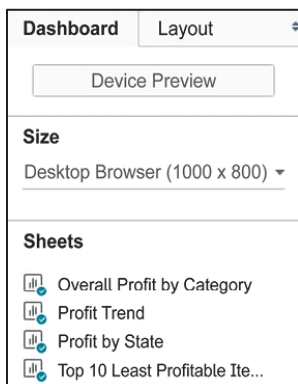 Dashboard Layout
Device Preview
Size
Desktop Browser (1000 x 800)
Sheets
Overall Profit by Category
Profit Trend
Profit by State
Top 10 Least Profitable Ite...